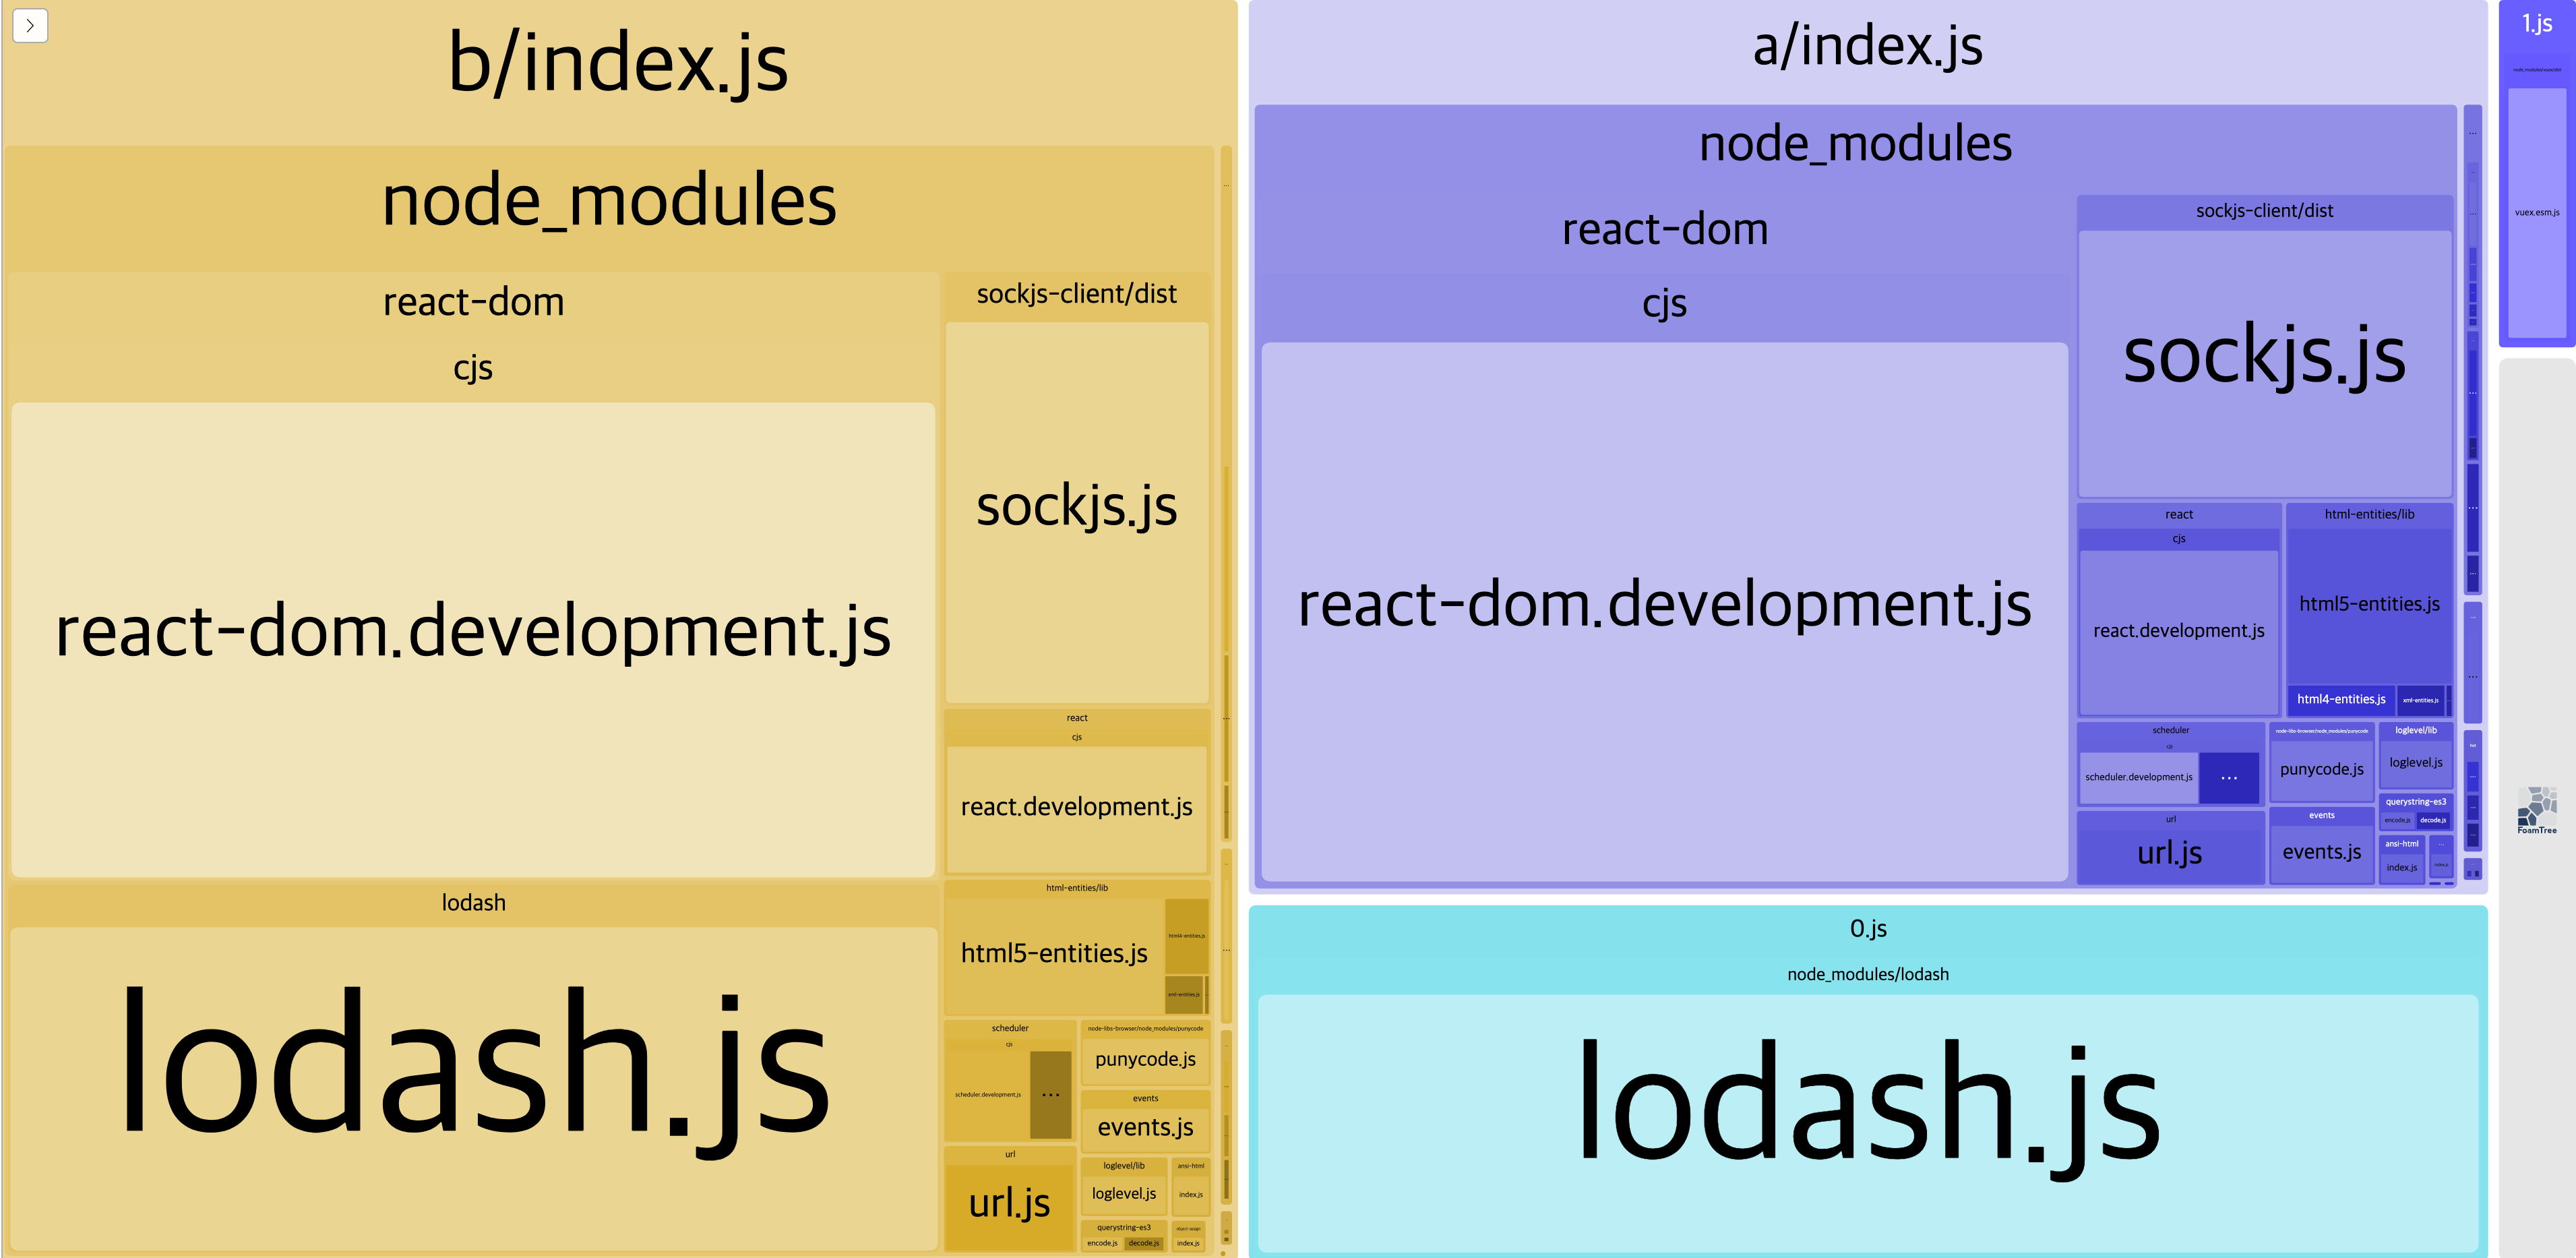 b/index.js
node_modules
react-dom
cjs
react-dom.development.js
lodash
lodash.js
sockjs-client/dist
sockjs.js
react
cjs
react.development.js
html-entities/lib
html5-entities.js
html4-entities.js
xml-entities.js
scheduler
cjs
scheduler.development.js
...
url
url.js
node-libs-browser/node_modules/punycode
punycode.js
events
events.js
loglevel/lib
loglevel.js
ansi-html
index.js
querystring-es3
encode.js
decode.js
object-assign
index.js
a/index.js
node_modules
react-dom
cjs
react-dom.development.js
sockjs-client/dist
sockjs.js
react
cjs
react.development.js
html-entities/lib
html5-entities.js
html4-entities.js
xml-entities.js
scheduler
cjs
scheduler.development.js
...
url
url.js
node-libs-browser/node_modules/punycode
punycode.js
events
events.js
loglevel/lib
loglevel.js
querystring-es3
encode.js
decode.js
ansi-html
index.js
...
index.js
0.js
node_modules/lodash
lodash.js
1.js
node_modules/vuex/dist
vuex.esm.js
FoamTree